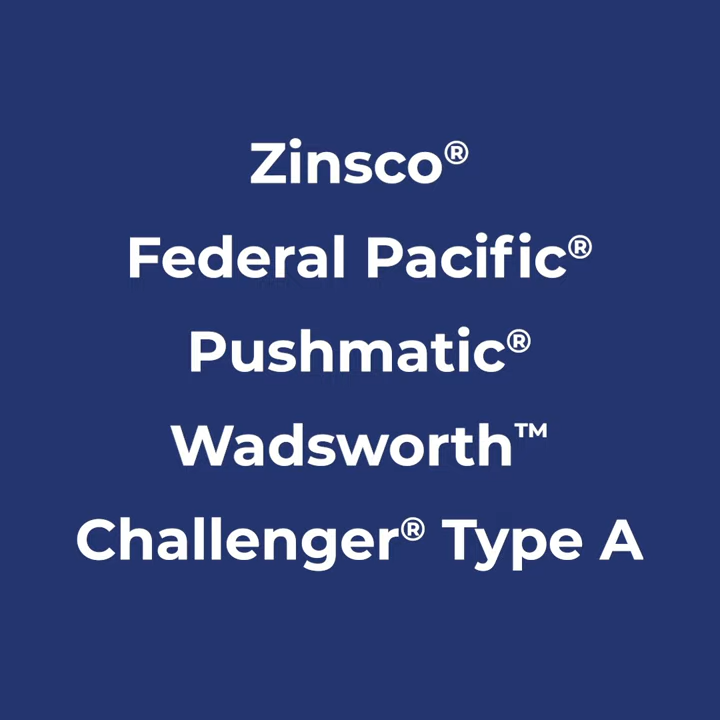 Zinsco®
Federal Pacific®
Pushmatic®
Wadsworth™
Challenger® Type A